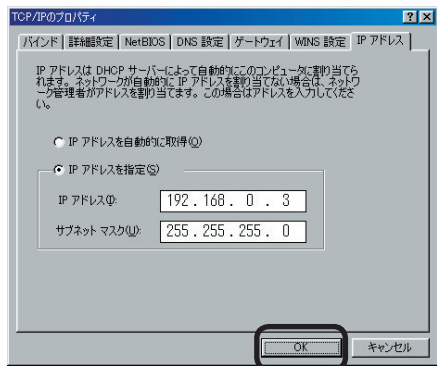 TCP/IPのプロパティ
バインド 詳細設定 NetBIOS DNS 設定 ゲートウェイ WINS 設定 IP アドレス
IP アドレスは DHCP サーバーによって自動的にこのコンピュータに割り当てら
れます。ネットワークが自動的に IP アドレスを割り当てない場合は、ネットワ
ーク管理者がアドレスを割り当てます。この場合はアドレスを入力してくださ
い。
IP アドレスを自動的に取得(O)
IP アドレスを指定(S)
IP アドレス(I): 192 . 168 . 0 . 3
サブネット マスク(U): 255 . 255 . 255 . 0
OK キャンセル